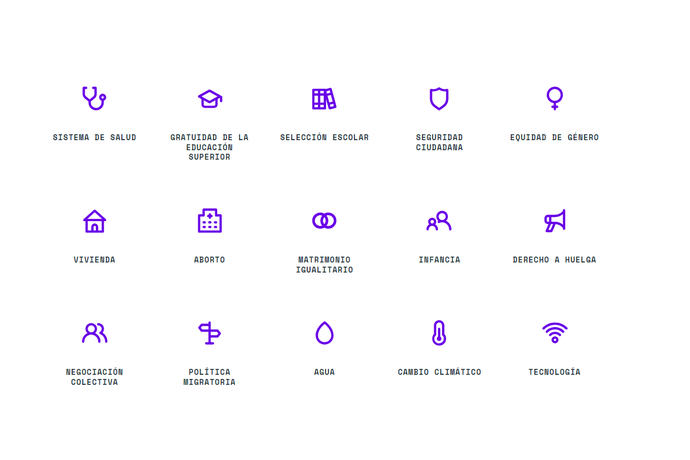 SISTEMA DE SALUD
GRATUIDAD DE LA
EDUCACIÓN
SUPERIOR
SELECCIÓN ESCOLAR
SEGURIDAD
CIUDADANA
EQUIDAD DE GÉNERO
VIVIENDA
ABORTO
MATRIMONIO
IGUALITARIO
INFANCIA
DERECHO A HUELGA
NEGOCIACIÓN
COLECTIVA
POLÍTICA
MIGRATORIA
AGUA
CAMBIO CLIMÁTICO
TECNOLOGÍA